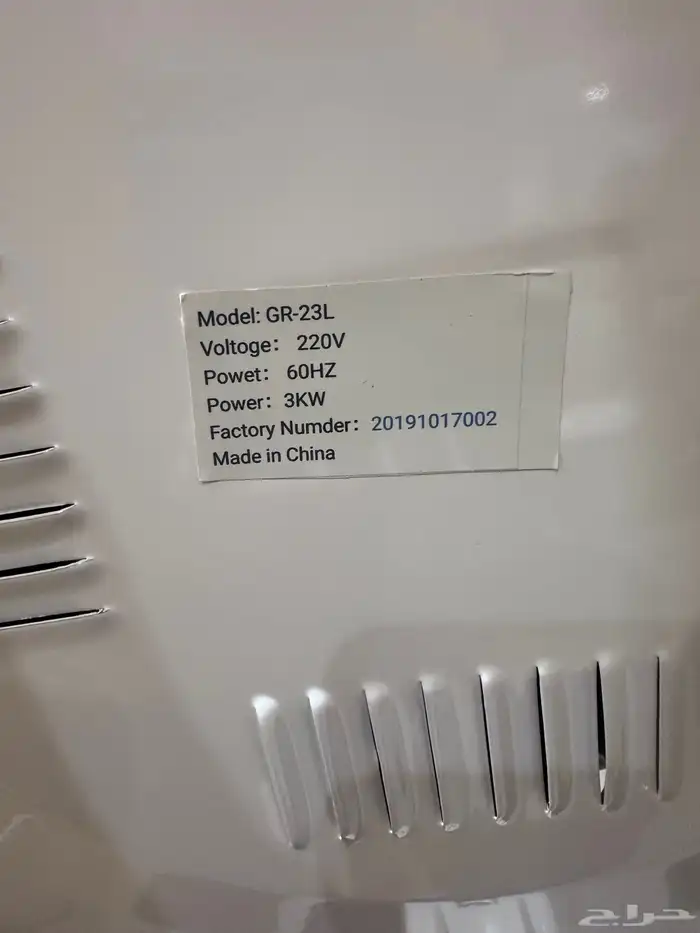 Model: GR-23L
Voltoge: 220V
Powet: 60HZ
Power: 3KW
Factory Numder: 20191017002
Made in China
حراج